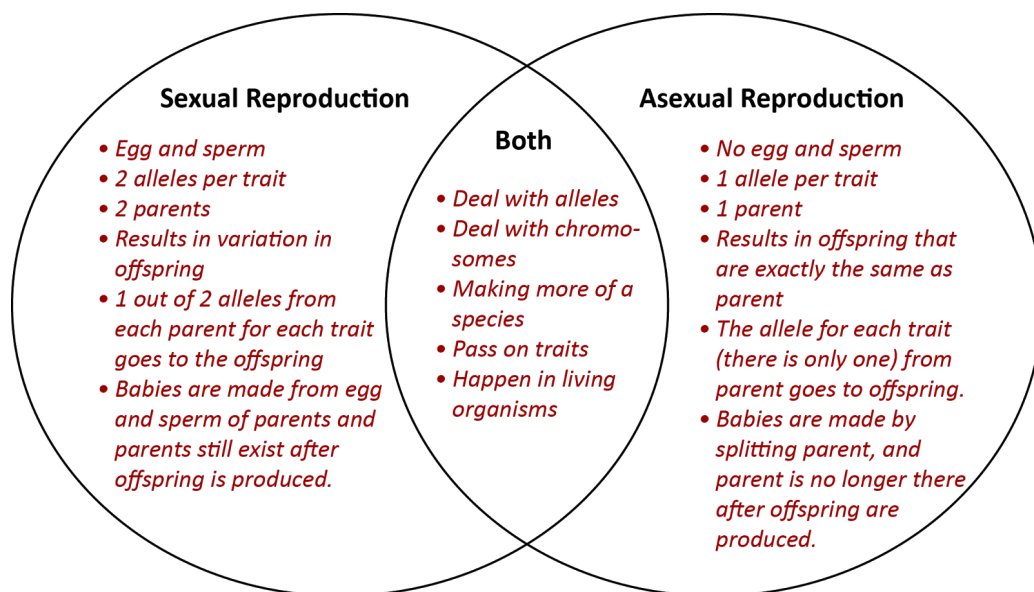 Sexual Reproduction
• Egg and sperm
• 2 alleles per trait
• 2 parents
• Results in variation in
offspring
• 1 out of 2 alleles from
each parent for each trait
goes to the offspring
• Babies are made from egg
and sperm of parents and
parents still exist after
offspring is produced.
Both
• Deal with alleles
• Deal with chromo-
somes
• Making more of a
species
• Pass on traits
• Happen in living
organisms
Asexual Reproduction
• No egg and sperm
• 1 allele per trait
• 1 parent
• Results in offspring that
are exactly the same as
parent
• The allele for each trait
(there is only one) from
parent goes to offspring.
• Babies are made by
splitting parent, and
parent is no longer there
after offspring are
produced.